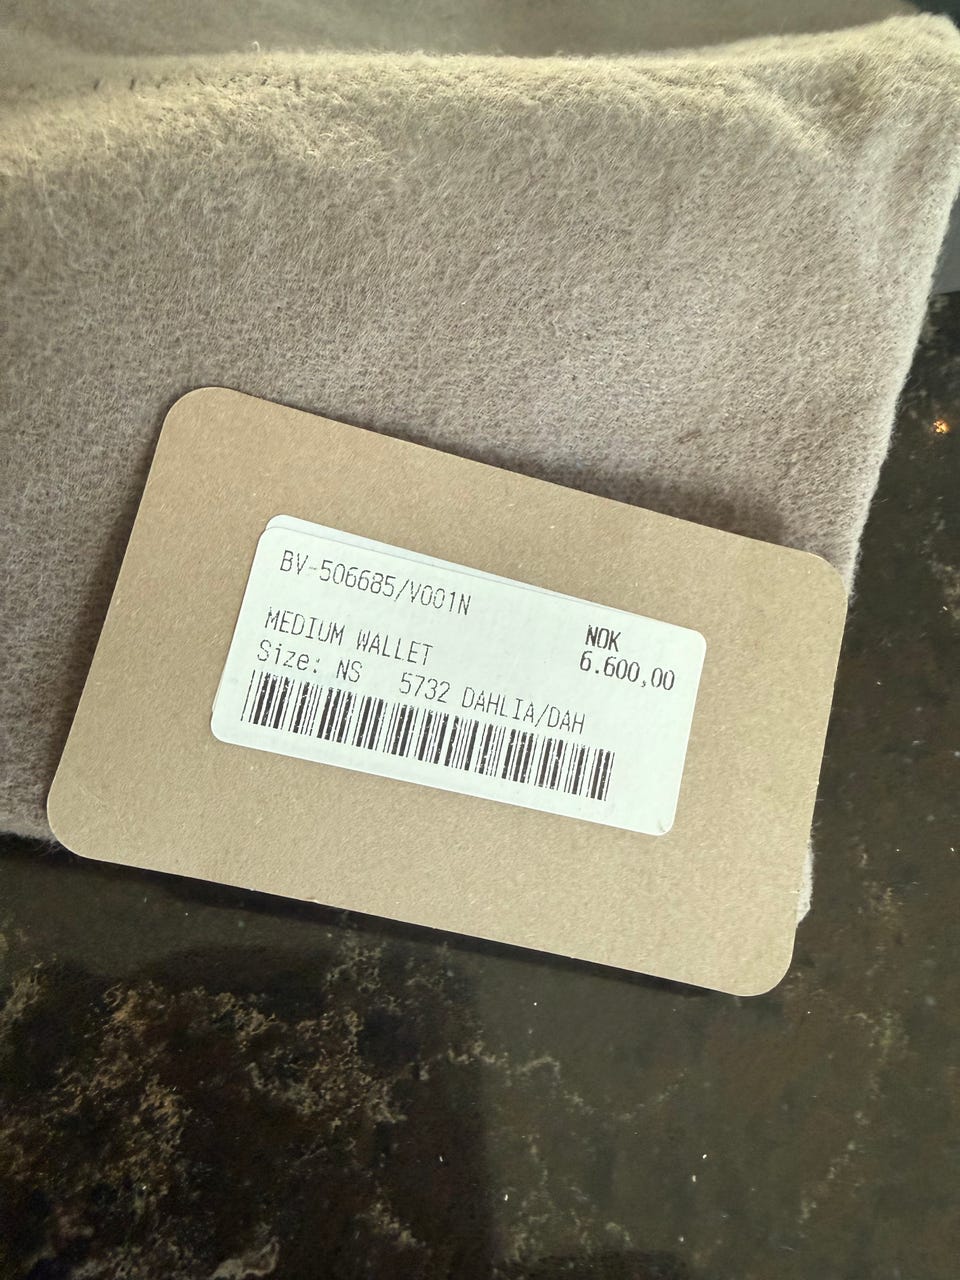 BV-506685/V001N
NOK
6.600,00
MEDIUM WALLET
Size: NS 5732 DAHLIA/DAH